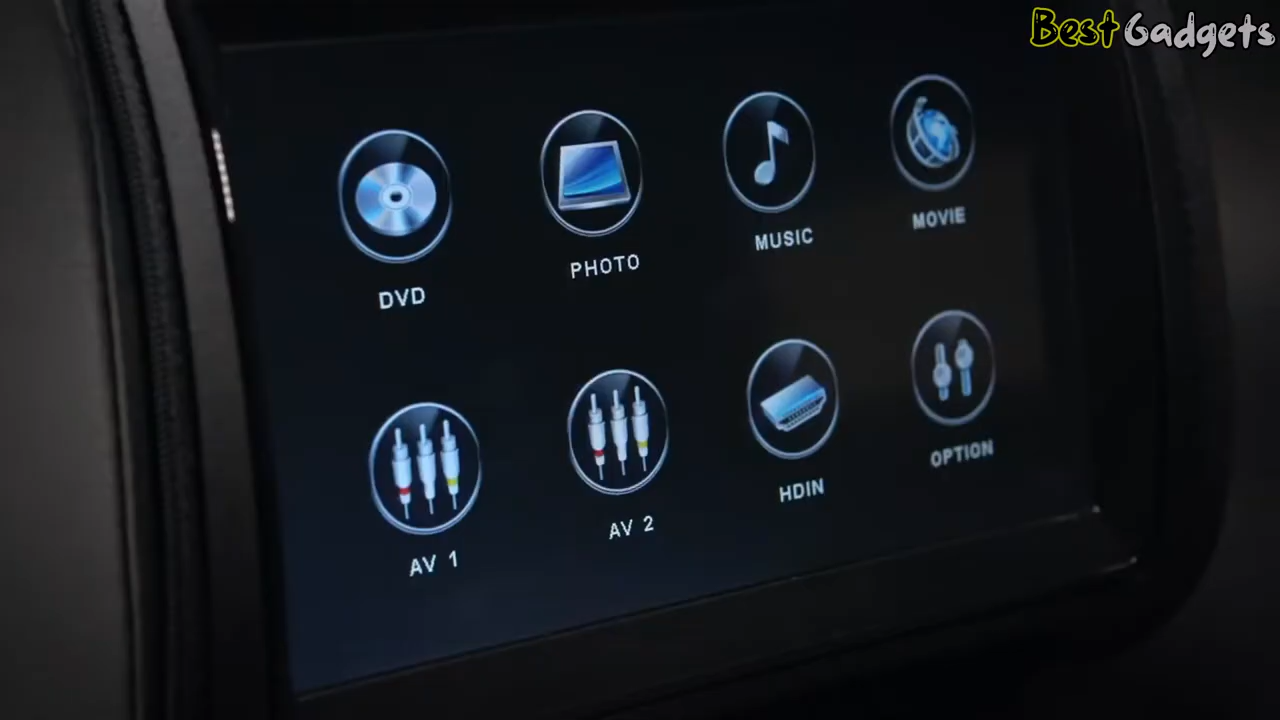 BestGadgets
DVD
PHOTO
MUSIC
MOVIE
AV 1
AV 2
HDIN
OPTION